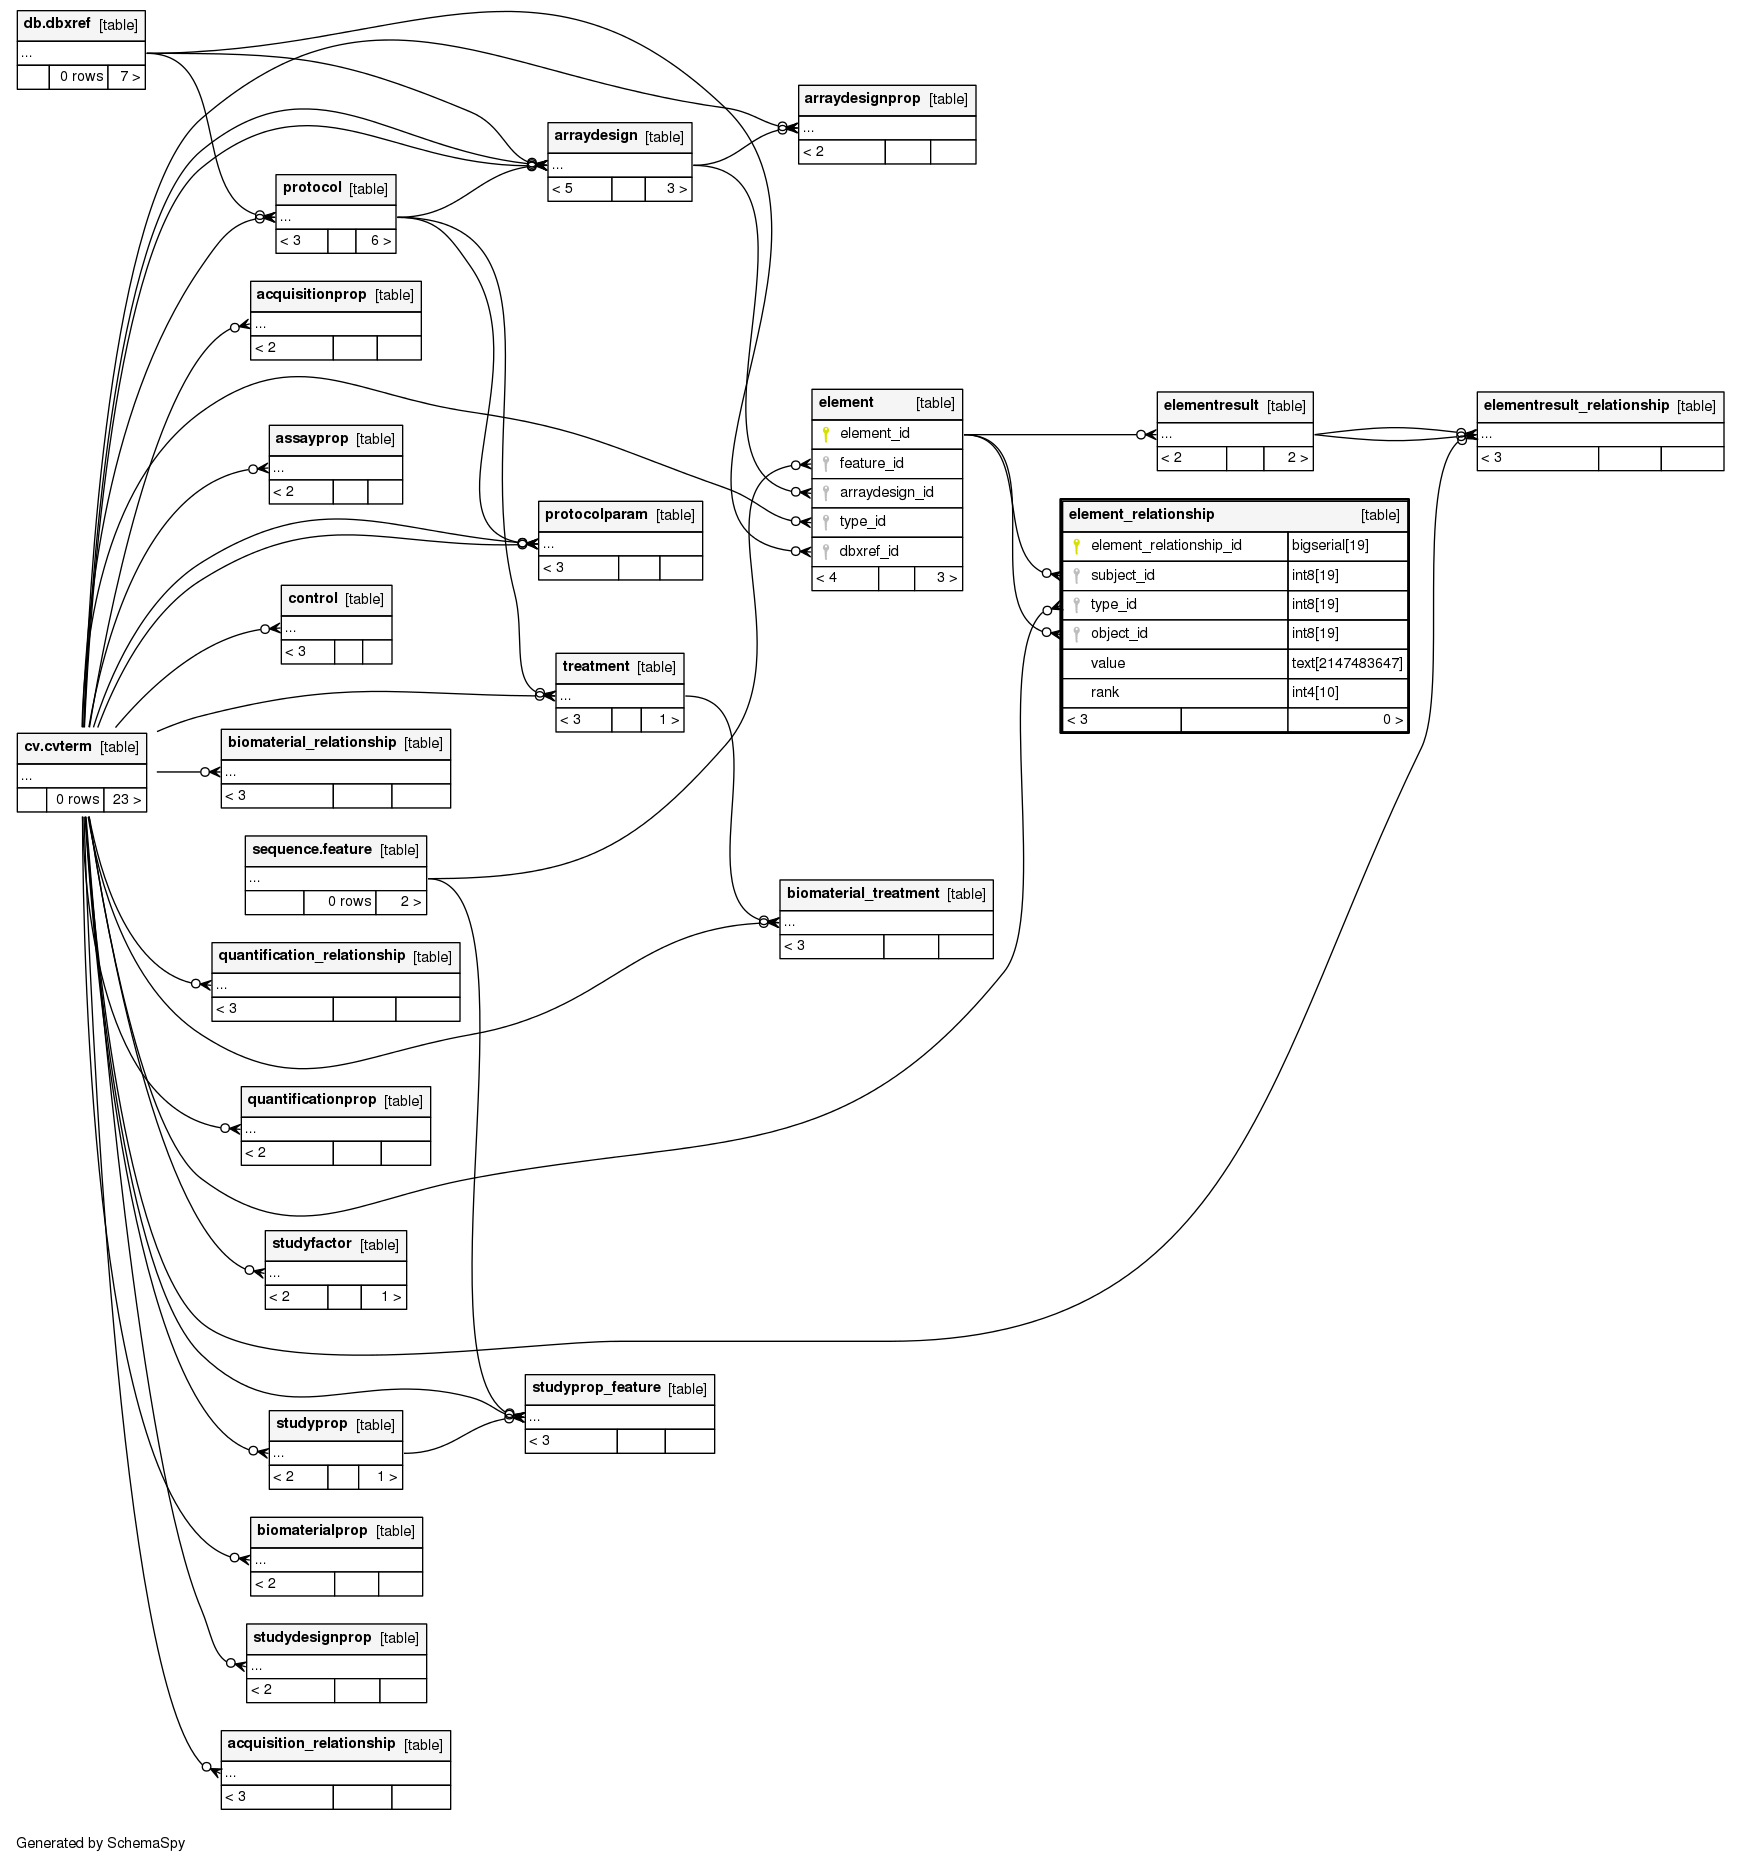 db.dbxref [table]
...
0 rows 7 >
arraydesignprop [table]
...
< 2
arraydesign [table]
...
< 5 3 >
protocol [table]
...
< 3 6 >
acquisitionprop [table]
...
< 2
element [table]
element_id
feature_id
arraydesign_id
type_id
dbxref_id
< 4 3 >
elementresult [table]
...
< 2 2 >
elementresult_relationship [table]
...
< 3
assayprop [table]
...
< 2
protocolparam [table]
...
< 3
element_relationship [table]
element_relationship_id bigserial[19]
subject_id int8[19]
type_id int8[19]
object_id int8[19]
value text[2147483647]
rank int4[10]
< 3 0 >
control [table]
...
< 3
treatment [table]
...
< 3 1 >
cv.cvterm [table]
...
0 rows 23 >
biomaterial_relationship [table]
...
< 3
sequence.feature [table]
...
0 rows 2 >
biomaterial_treatment [table]
...
< 3
quantification_relationship [table]
...
< 3
quantificationprop [table]
...
< 2
studyfactor [table]
...
< 2 1 >
studyprop_feature [table]
...
< 3
studyprop [table]
...
< 2 1 >
biomaterialprop [table]
...
< 2
studydesignprop [table]
...
< 2
acquisition_relationship [table]
...
< 3
Generated by SchemaSpy